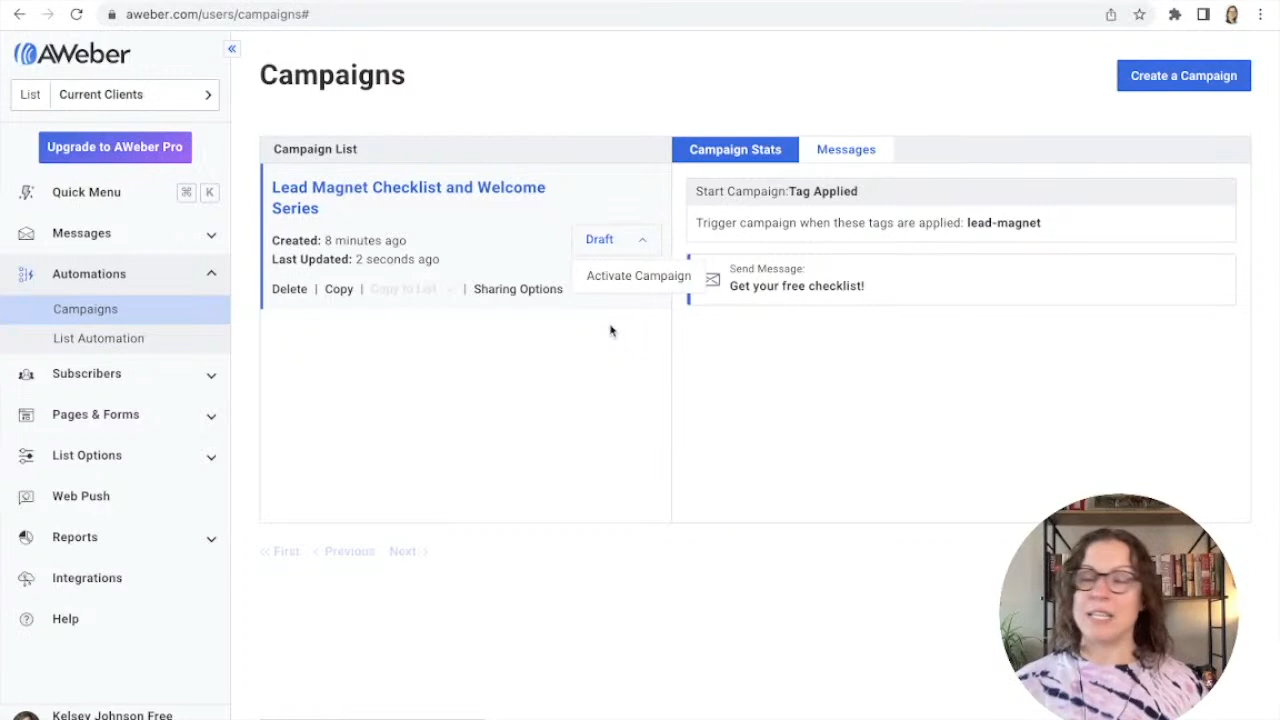 aweber.com/users/campaigns#
AWeber
List Current Clients
Upgrade to AWeber Pro
Quick Menu ⌘ K
Messages
Automations
Campaigns
List Automation
Subscribers
Pages & Forms
List Options
Web Push
Reports
Integrations
Help
Kelsey Johnson Free
Campaigns
Create a Campaign
Campaign List
Lead Magnet Checklist and Welcome
Series
Created: 8 minutes ago
Last Updated: 2 seconds ago
Delete | Copy | Copy to List | Sharing Options
Draft
Activate Campaign
Campaign Stats
Messages
Start Campaign:Tag Applied
Trigger campaign when these tags are applied: lead-magnet
Send Message:
Get your free checklist!
« First ‹ Previous Next ›